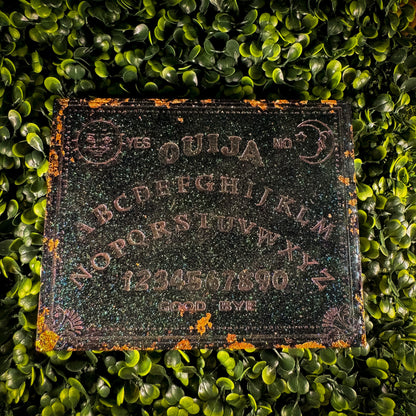 YES OUIJA NO
ABCDEFGHIJKLM
NOPQRSTUVWXYZ
1234567890
GOOD BYE